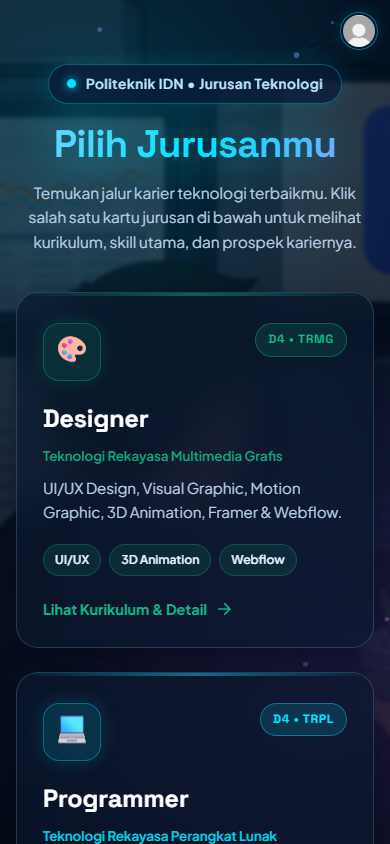 Politeknik IDN • Jurusan Teknologi
Pilih Jurusanmu
Temukan jalur karier teknologi terbaikmu. Klik
salah satu kartu jurusan di bawah untuk melihat
kurikulum, skill utama, dan prospek kariernya.
D4 • TRMG
Designer
Teknologi Rekayasa Multimedia Grafis
UI/UX Design, Visual Graphic, Motion
Graphic, 3D Animation, Framer & Webflow.
UI/UX 3D Animation Webflow
Lihat Kurikulum & Detail →
D4 • TRPL
Programmer
Teknologi Rekayasa Perangkat Lunak